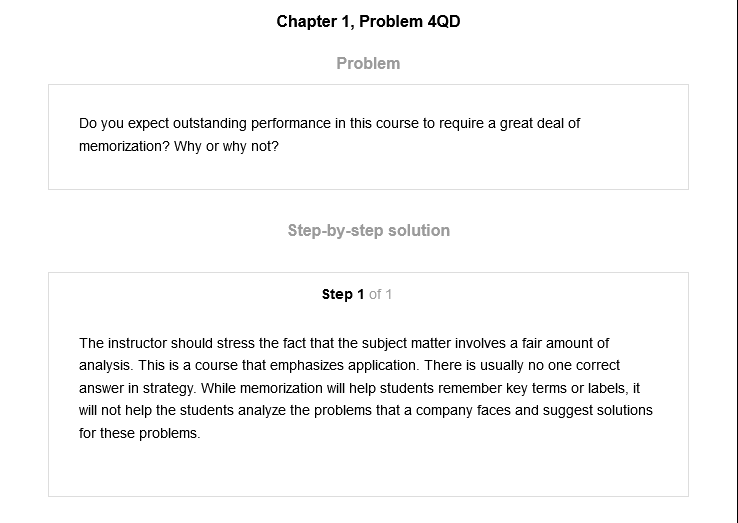 Chapter 1, Problem 4QD
Problem
Do you expect outstanding performance in this course to require a great deal of
memorization? Why or why not?
Step-by-step solution
Step 1 of 1
The instructor should stress the fact that the subject matter involves a fair amount of
analysis. This is a course that emphasizes application. There is usually no one correct
answer in strategy. While memorization will help students remember key terms or labels, it
will not help the students analyze the problems that a company faces and suggest solutions
for these problems.